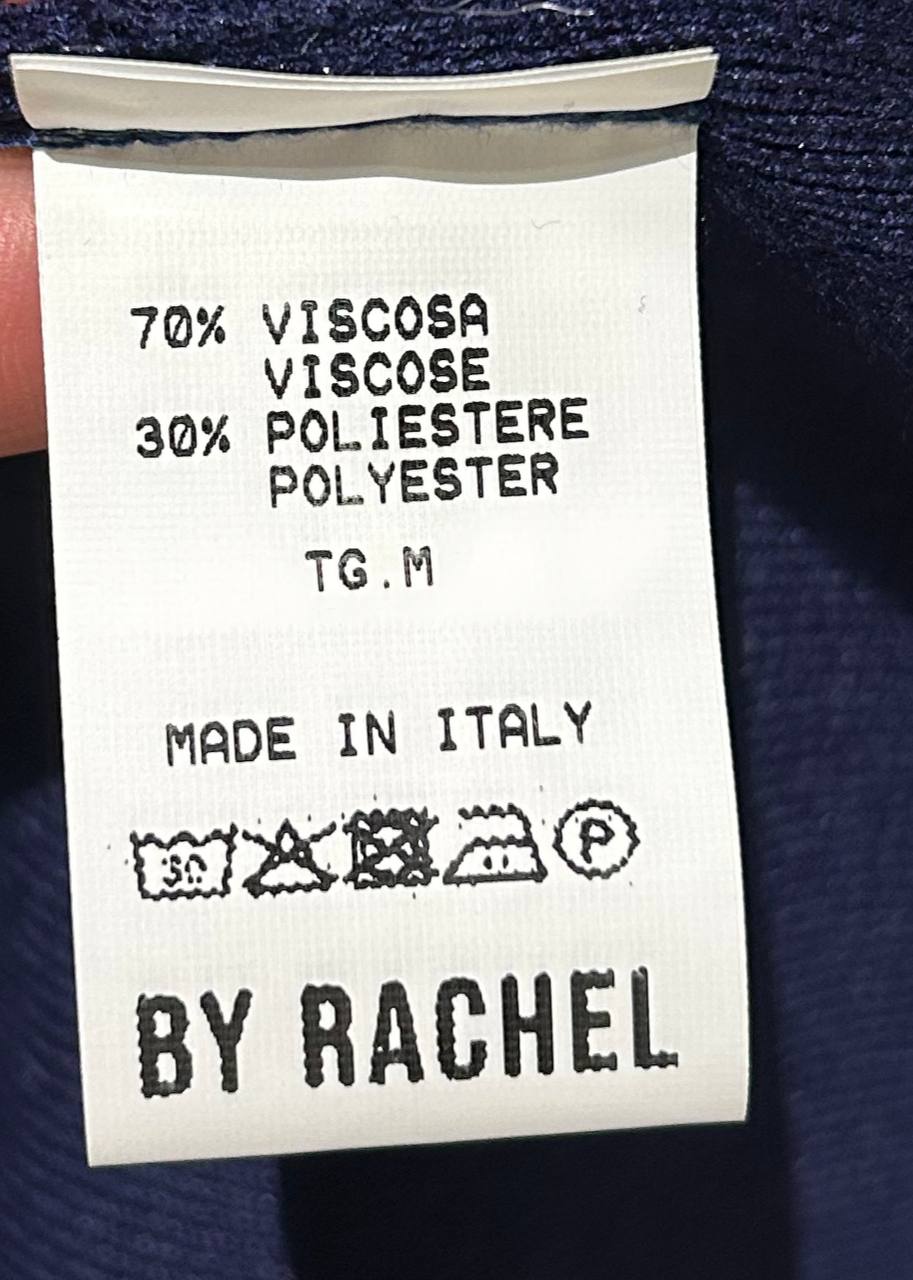 70% VISCOSA
VISCOSE
30% POLIESTERE
POLYESTER
TG.M
MADE IN ITALY
30 P
BY RACHEL